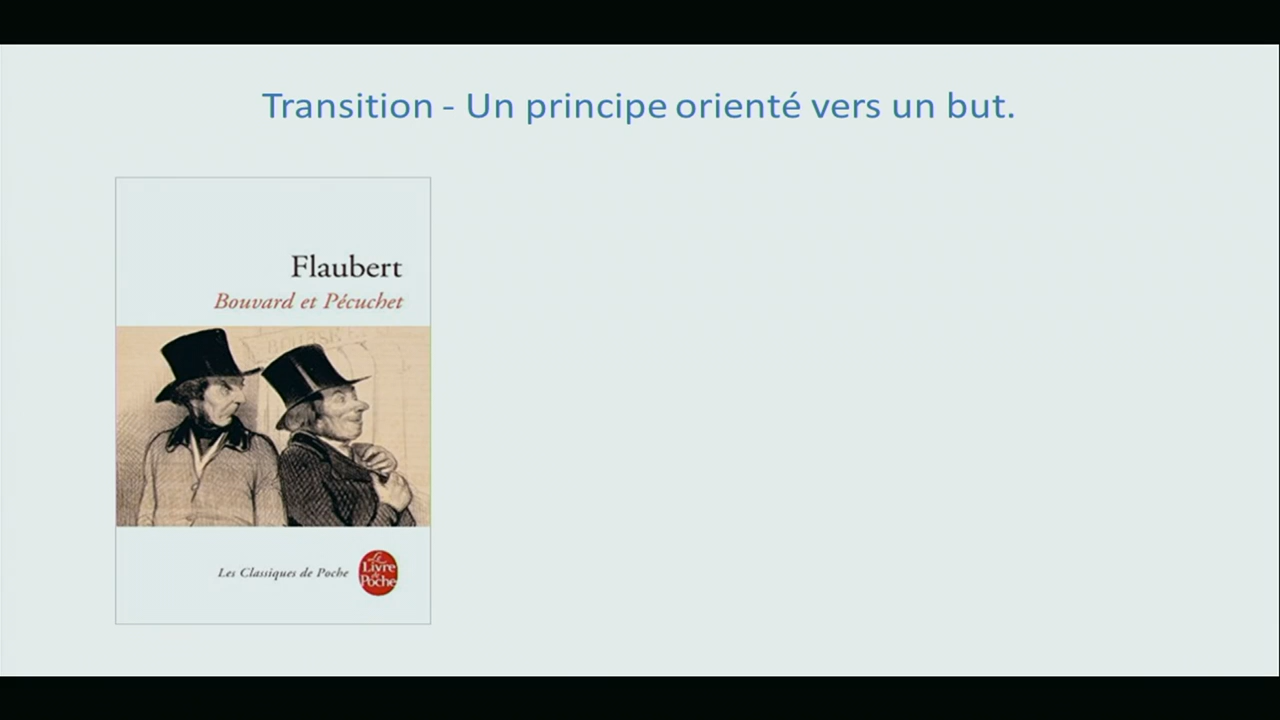 Transition - Un principe orienté vers un but.
Flaubert
Bouvard et Pécuchet
BOURSE
Les Classiques de Poche
Le
Livre
de
Poche